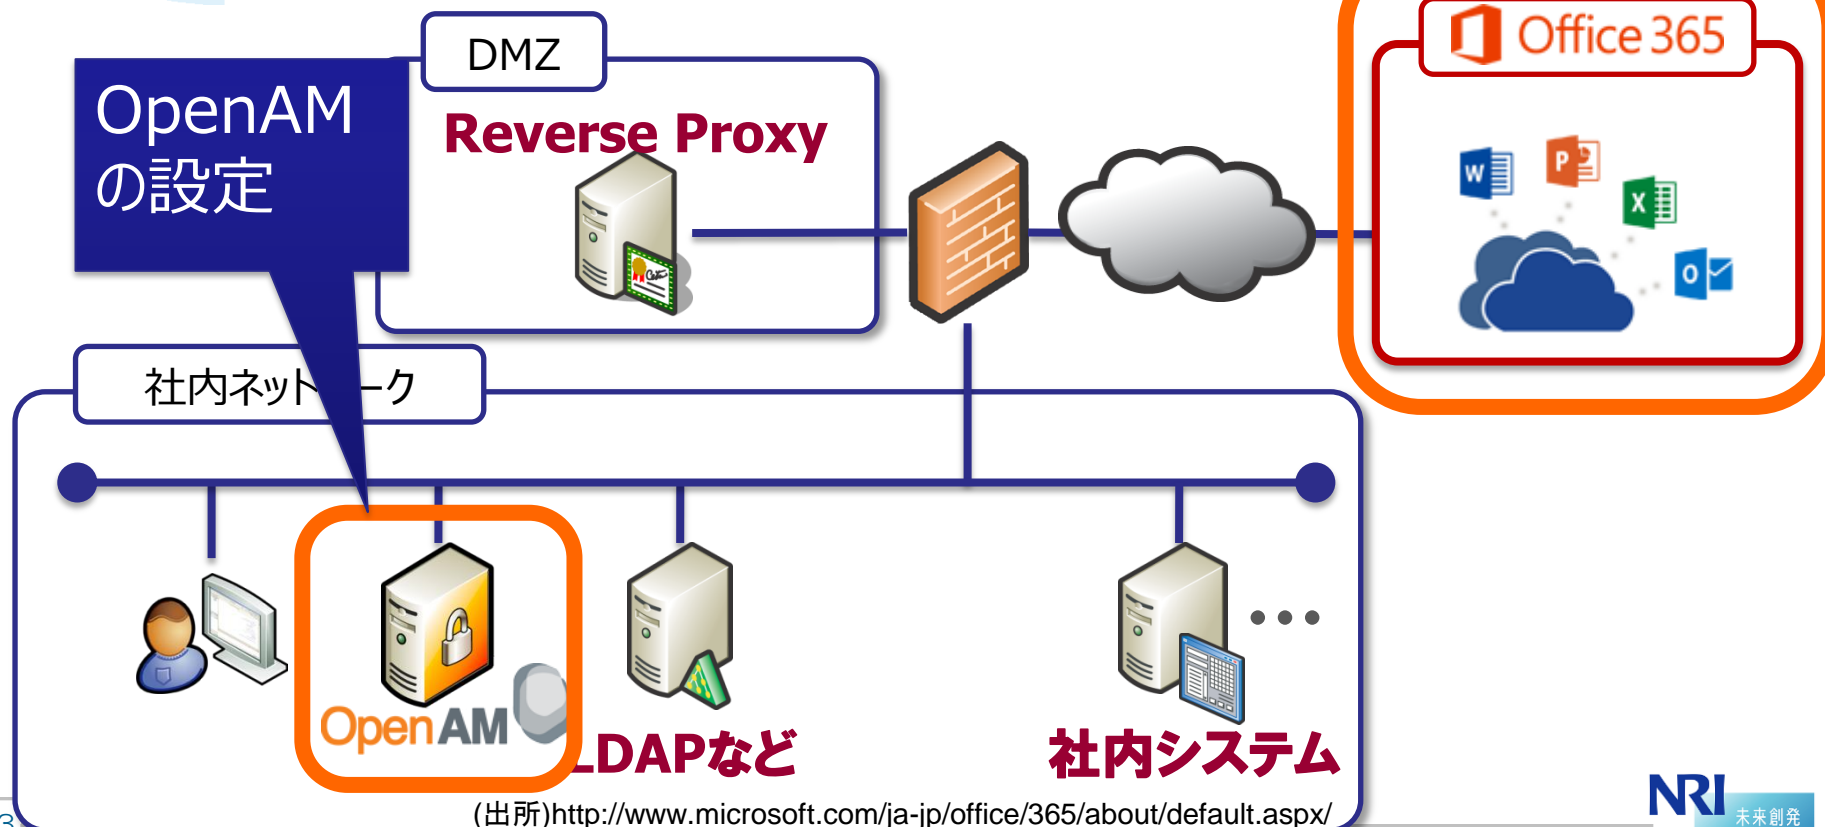 DMZ
Office 365
OpenAM
の設定
Reverse Proxy
W
P
X
O
社内ネット ーク
OpenAM
LDAPなど
社内システム
(出所)http://www.microsoft.com/ja-jp/office/365/about/default.aspx/
NRI
未来創発
3